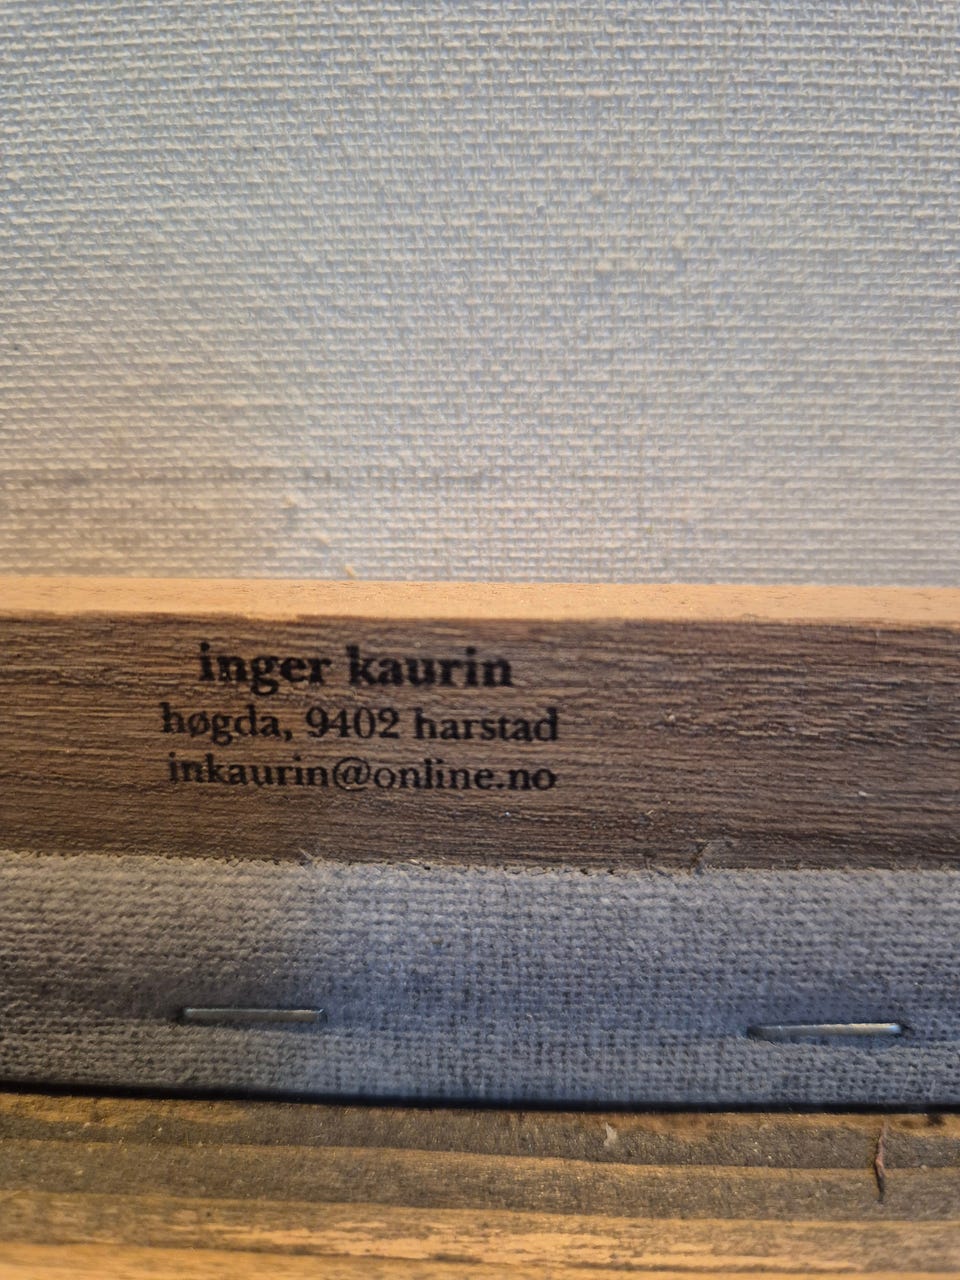 inger kaurin
høgda, 9402 harstad
inkaurin@online.no